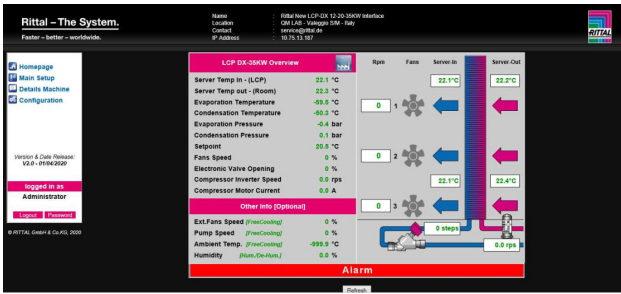 Rittal – The System.
Faster – better – worldwide.
Name : Rittal New LCP-DX 12-20-35KW Interface
Location : QM LAB - Valeggio S/M - Italy
Contact : service@rittal.de
IP Address : 10.75.13.187
RITTAL
Homepage
Main Setup
Details Machine
Configuration
Version & Date Release:
V2.0 - 01/04/2020
logged in as
Administrator
Logout Password
© RITTAL GmbH & Co.KG, 2020
LCP DX-35KW Overview
Server Temp In - (LCP) 22.1 °C
Server Temp out - (Room) 22.3 °C
Evaporation Temperature -59.5 °C
Condensation Temperature -50.3 °C
Evaporation Pressure -0.4 bar
Condensation Pressure 0.1 bar
Setpoint 20.5 °C
Fans Speed 0 %
Electronic Valve Opening 0 %
Compressor Inverter Speed 0.0 rps
Compressor Motor Current 0.0 A
Other Info [Optional]
Ext.Fans Speed [FreeCooling] 0 %
Pump Speed [FreeCooling] 0 %
Ambient Temp. [FreeCooling] -999.9 °C
Humidity [Hum./De-Hum.] 0.0 %
Rpm Fans Server-In Server-Out
22.1°C 22.2°C
0 1
0 2
22.1°C 22.4°C
0 3
0 steps
0.0 rps
Alarm
Refresh